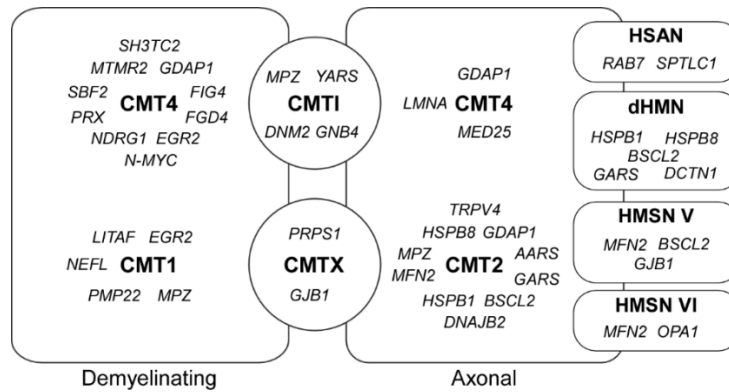 SH3TC2
MTMR2 GDAP1
SBF2 CMT4 FIG4
PRX FGD4
NDRG1 EGR2
N-MYC
LITAF EGR2
NEFL CMT1
PMP22 MPZ
Demyelinating
MPZ YARS
CMTI
DNM2 GNB4
PRPS1
CMTX
GJB1
GDAP1
LMNA CMT4
MED25
TRPV4
HSPB8 GDAP1
MPZ AARS
MFN2 CMT2 GARS
HSPB1 BSCL2
DNAJB2
Axonal
HSAN
RAB7 SPTLC1
dHMN
HSPB1 HSPB8
BSCL2
GARS DCTN1
HMSN V
MFN2 BSCL2
GJB1
HMSN VI
MFN2 OPA1